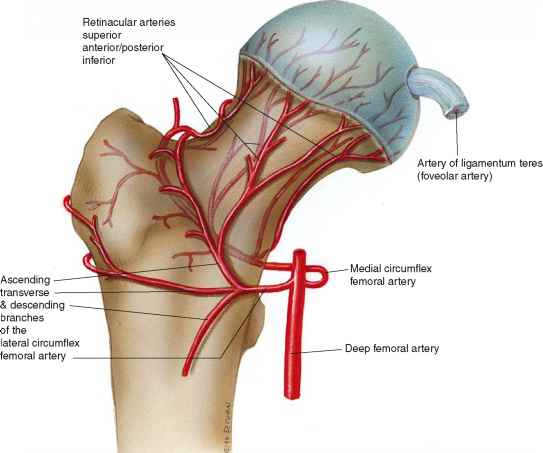 Retinacular arteries
superior
anterior/posterior
inferior
Artery of ligamentum teres
(foveolar artery)
Ascending
transverse
& descending
branches
of the
lateral circumflex
femoral artery
Medial circumflex
femoral artery
Deep femoral artery